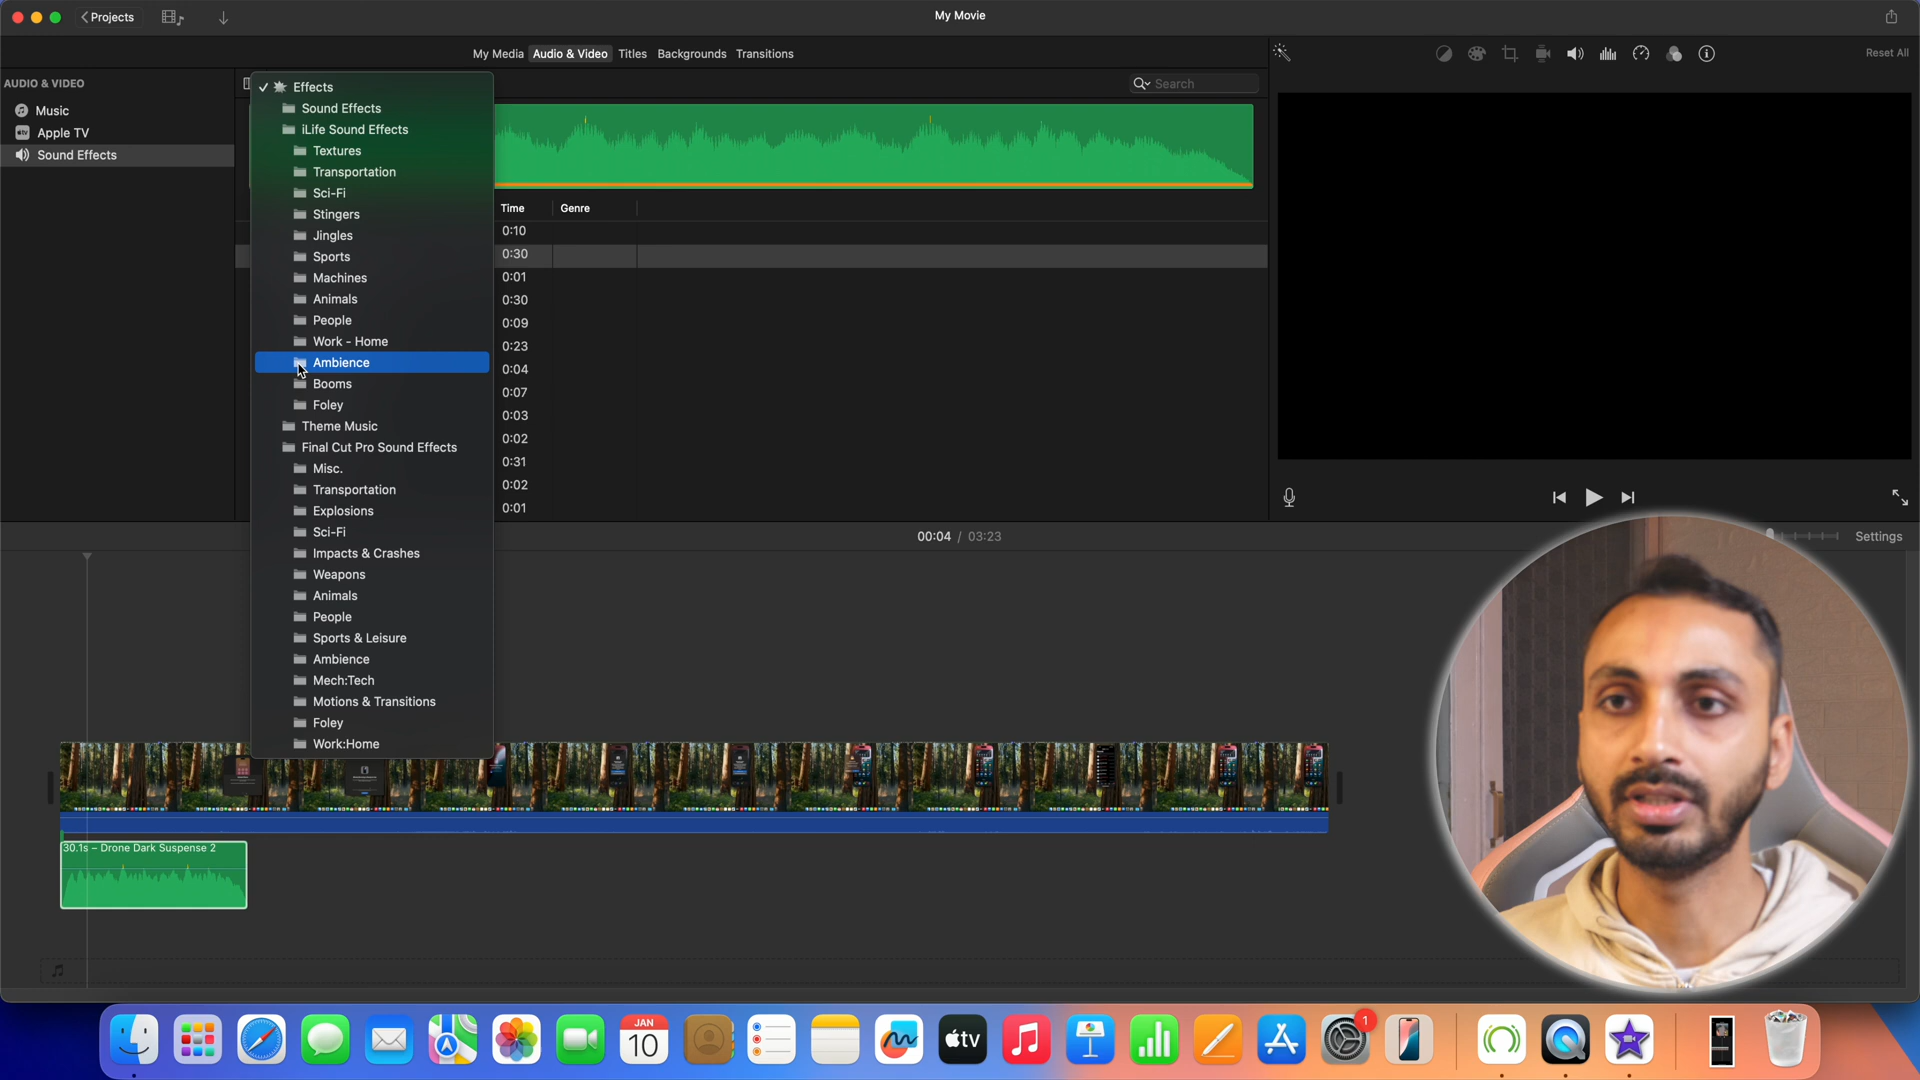 Projects
My Movie
My Media Audio & Video Titles Backgrounds Transitions
Reset All
AUDIO & VIDEO
Music
Apple TV
Sound Effects
Search
✓ Effects
Sound Effects
iLife Sound Effects
Textures
Transportation
Sci-Fi
Stingers
Jingles
Sports
Machines
Animals
People
Work - Home
Ambience
Booms
Foley
Theme Music
Final Cut Pro Sound Effects
Misc.
Transportation
Explosions
Sci-Fi
Impacts & Crashes
Weapons
Animals
People
Sports & Leisure
Ambience
Mech:Tech
Motions & Transitions
Foley
Work:Home
Time Genre
0:10
0:30
0:01
0:30
0:09
0:23
0:04
0:07
0:03
0:02
0:31
0:02
0:01
00:04 / 03:23
Settings
30.1s – Drone Dark Suspense 2
JAN
10
tv
1